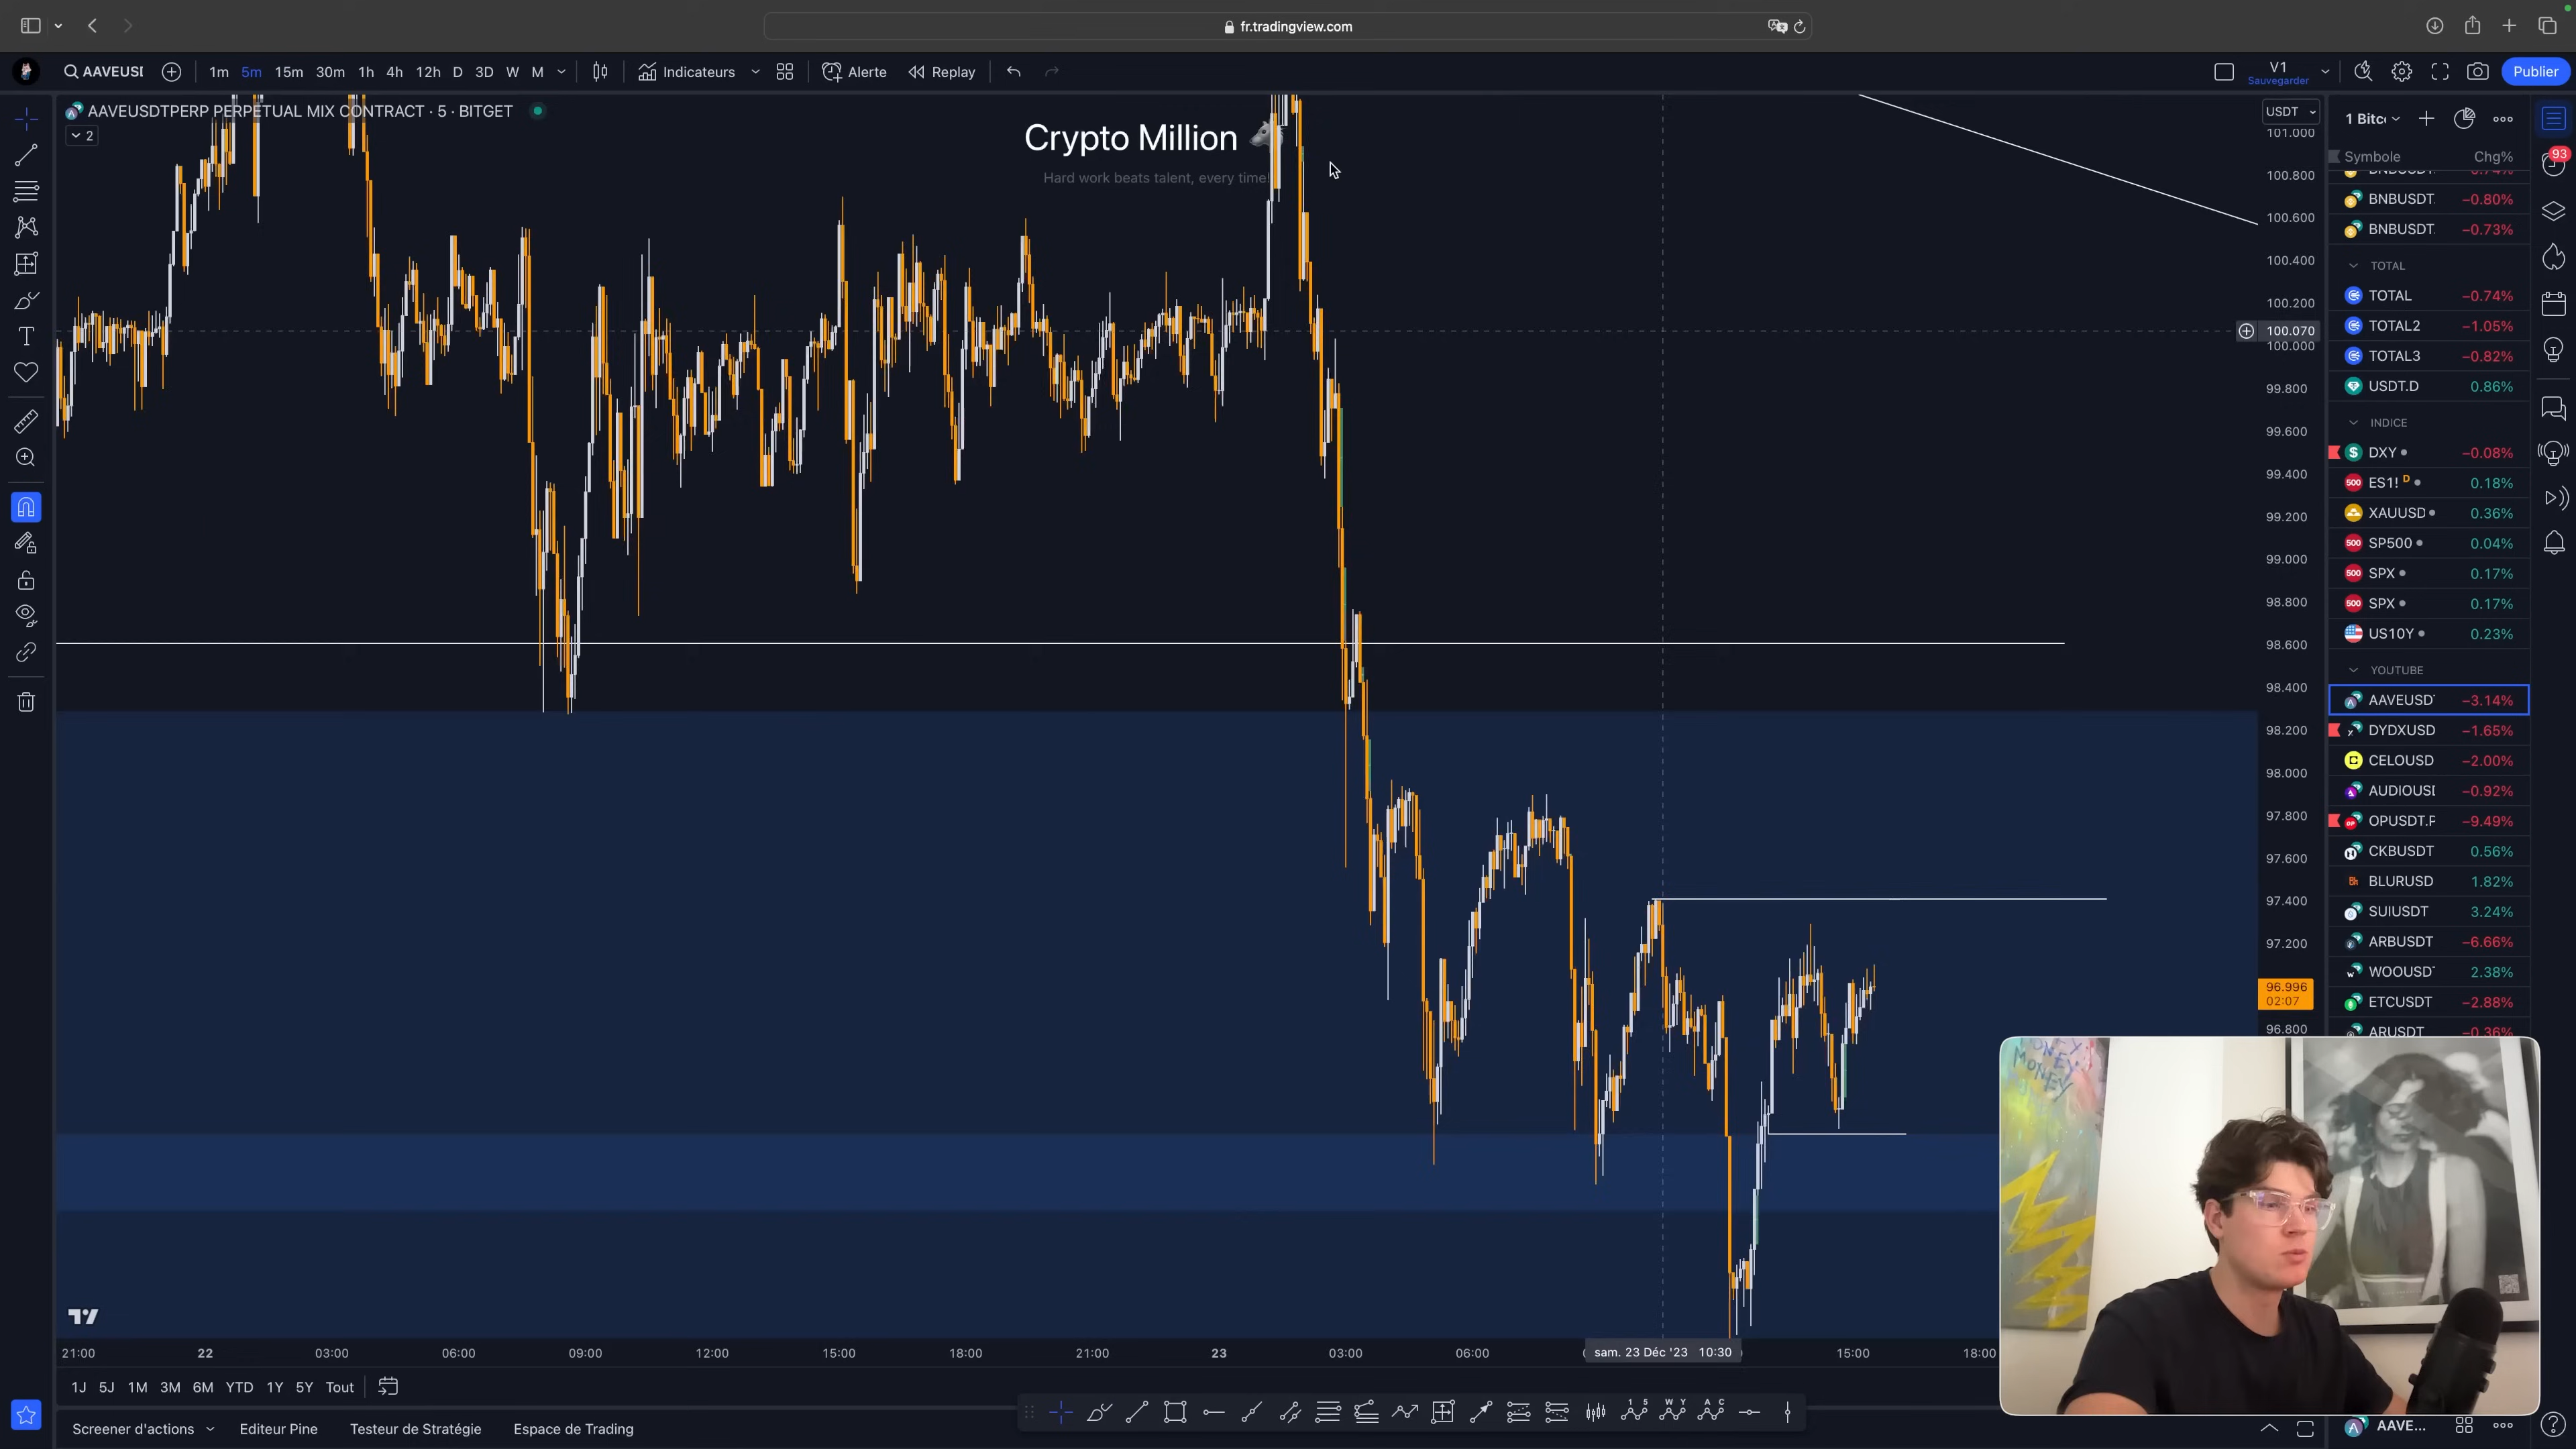 fr.tradingview.com
AAVEUSI 1m 5m 15m 30m 1h 4h 12h D 3D W M Indicateurs Alerte Replay V1 Sauvegarder Publier
AAVEUSDTPERP PERPETUAL MIX CONTRACT · 5 · BITGET
2
Crypto Million
Hard work beats talent, every time!
USDT
101.000
100.800
100.600
100.400
100.200
100.070
100.000
99.800
99.600
99.400
99.200
99.000
98.800
98.600
98.400
98.200
98.000
97.800
97.600
97.400
97.200
96.996
02:07
96.800
1 Bitc
93
Symbole Chg%
BNBUSDT −0.80%
BNBUSDT −0.73%
TOTAL
TOTAL −0.74%
TOTAL2 −1.05%
TOTAL3 −0.82%
USDT.D 0.86%
INDICE
DXY −0.08%
ES1! D 0.18%
XAUUSD 0.36%
SP500 0.04%
SPX 0.17%
SPX 0.17%
US10Y 0.23%
YOUTUBE
AAVEUSD −3.14%
DYDXUSD −1.65%
CELOUSD −2.00%
AUDIOUSI −0.92%
OPUSDT.P −9.49%
CKBUSDT 0.56%
BLURUSD 1.82%
SUIUSDT 3.24%
ARBUSDT −6.66%
WOOUSD −2.38%
ETCUSDT −2.88%
ARUSDT −0.36%
MONEY
21:00 22 03:00 06:00 09:00 12:00 15:00 18:00 21:00 23 03:00 06:00 sam. 23 Déc '23 10:30 15:00 18:00
1J 5J 1M 3M 6M YTD 1Y 5Y Tout
Screener d'actions Editeur Pine Testeur de Stratégie Espace de Trading
AAVE...